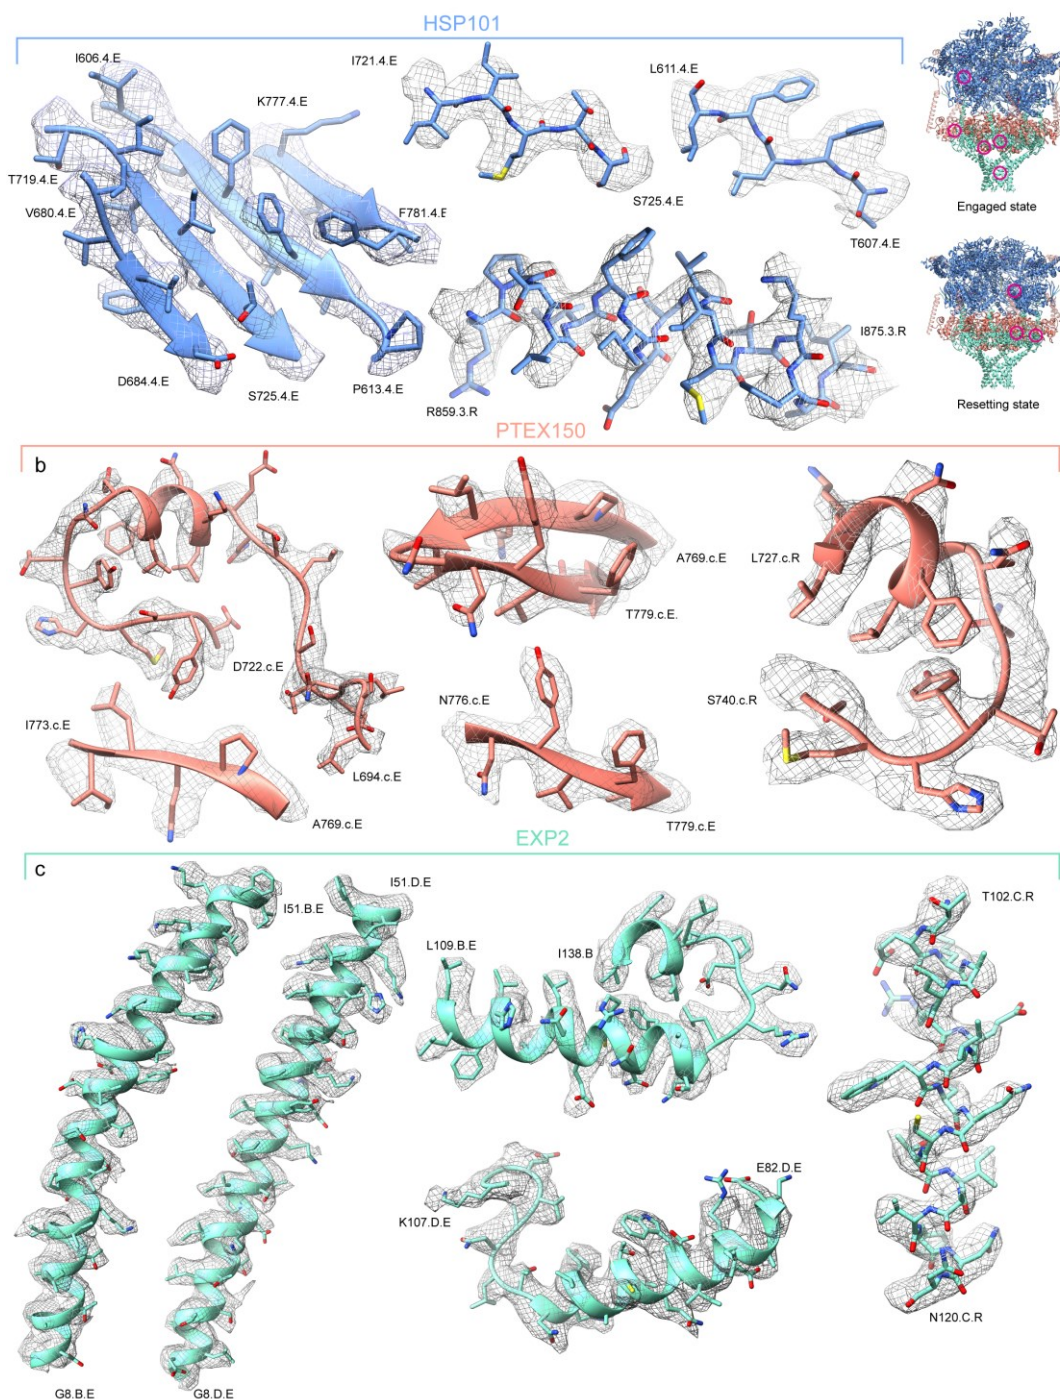 HSP101
I606.4.E
I721.4.E
L611.4.E
K777.4.E
T719.4.E
V680.4.E
F781.4.E
S725.4.E
T607.4.E
Engaged state
I875.3.R
D684.4.E
S725.4.E
P613.4.E
R859.3.R
Resetting state
PTEX150
b
A769.c.E
L727.c.R
T779.c.E.
D722.c.E
N776.c.E
S740.c.R
I773.c.E
L694.c.E
A769.c.E
T779.c.E
EXP2
c
I51.D.E
I51.B.E
T102.C.R
L109.B.E
I138.B
E82.D.E
K107.D.E
N120.C.R
G8.B.E
G8.D.E